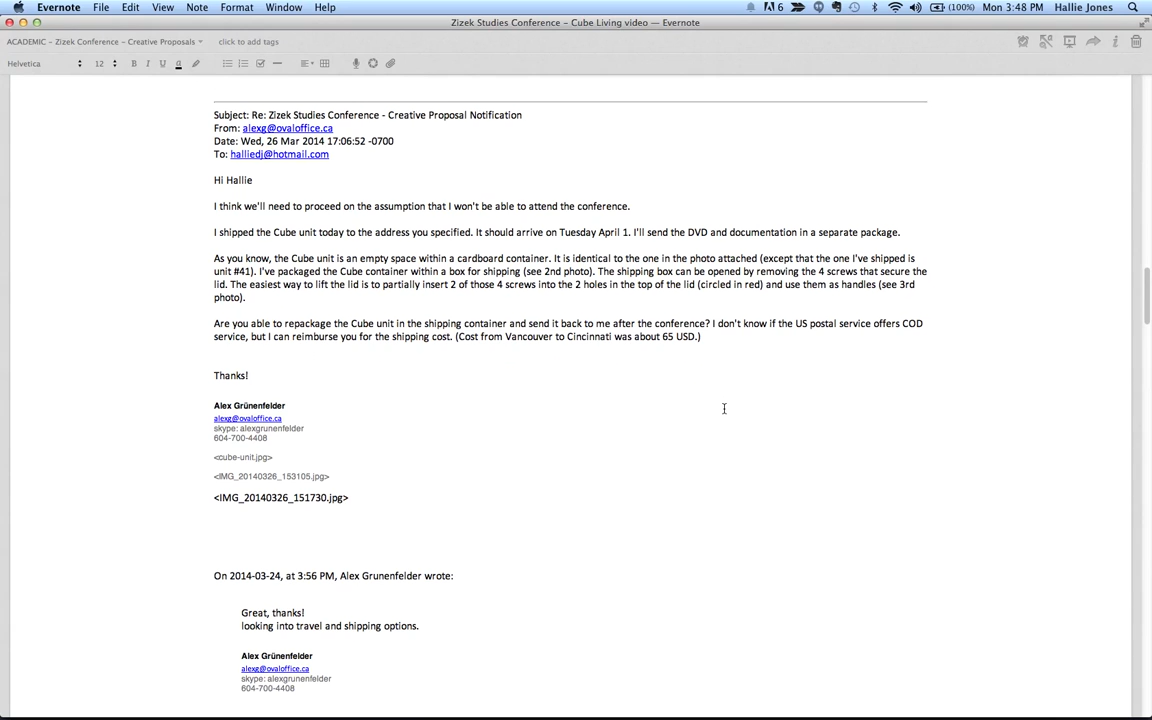 Evernote File Edit View Note Format Window Help 6 (100%) Mon 3:48 PM Hallie Jones
Zizek Studies Conference – Cube Living video — Evernote
ACADEMIC – Zizek Conference – Creative Proposals click to add tags
Helvetica 12 B I U a
Subject: Re: Zizek Studies Conference - Creative Proposal Notification
From: alexg@ovaloffice.ca
Date: Wed, 26 Mar 2014 17:06:52 -0700
To: halliedj@hotmail.com
Hi Hallie
I think we'll need to proceed on the assumption that I won't be able to attend the conference.
I shipped the Cube unit today to the address you specified. It should arrive on Tuesday April 1. I'll send the DVD and documentation in a separate package.
As you know, the Cube unit is an empty space within a cardboard container. It is identical to the one in the photo attached (except that the one I've shipped is
unit #41). I've packaged the Cube container within a box for shipping (see 2nd photo). The shipping box can be opened by removing the 4 screws that secure the
lid. The easiest way to lift the lid is to partially insert 2 of those 4 screws into the 2 holes in the top of the lid (circled in red) and use them as handles (see 3rd
photo).
Are you able to repackage the Cube unit in the shipping container and send it back to me after the conference? I don't know if the US postal service offers COD
service, but I can reimburse you for the shipping cost. (Cost from Vancouver to Cincinnati was about 65 USD.)
Thanks!
Alex Grünenfelder
alexg@ovaloffice.ca
skype: alexgrunenfelder
604-700-4408
<cube-unit.jpg>
<IMG_20140326_153105.jpg>
<IMG_20140326_151730.jpg>
On 2014-03-24, at 3:56 PM, Alex Grunenfelder wrote:
Great, thanks!
looking into travel and shipping options.
Alex Grünenfelder
alexg@ovaloffice.ca
skype: alexgrunenfelder
604-700-4408